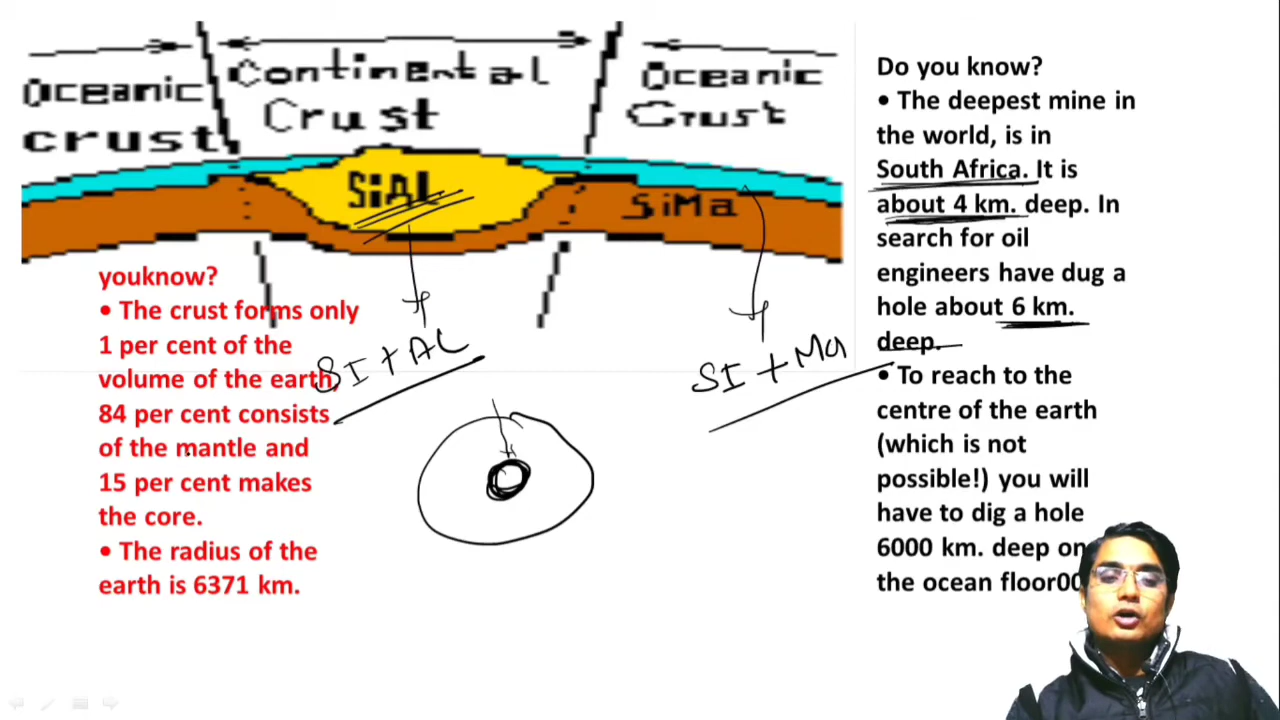 Oceanic
crust
Continental
Crust
Oceanic
Crust
SiAL
SiMa
youknow?
• The crust forms only
1 per cent of the
volume of the earth,
84 per cent consists
of the mantle and
15 per cent makes
the core.
• The radius of the
earth is 6371 km.
SI + AL
SI + Ma
Do you know?
• The deepest mine in
the world, is in
South Africa. It is
about 4 km. deep. In
search for oil
engineers have dug a
hole about 6 km.
deep.
• To reach to the
centre of the earth
(which is not
possible!) you will
have to dig a hole
6000 km. deep on
the ocean floor00